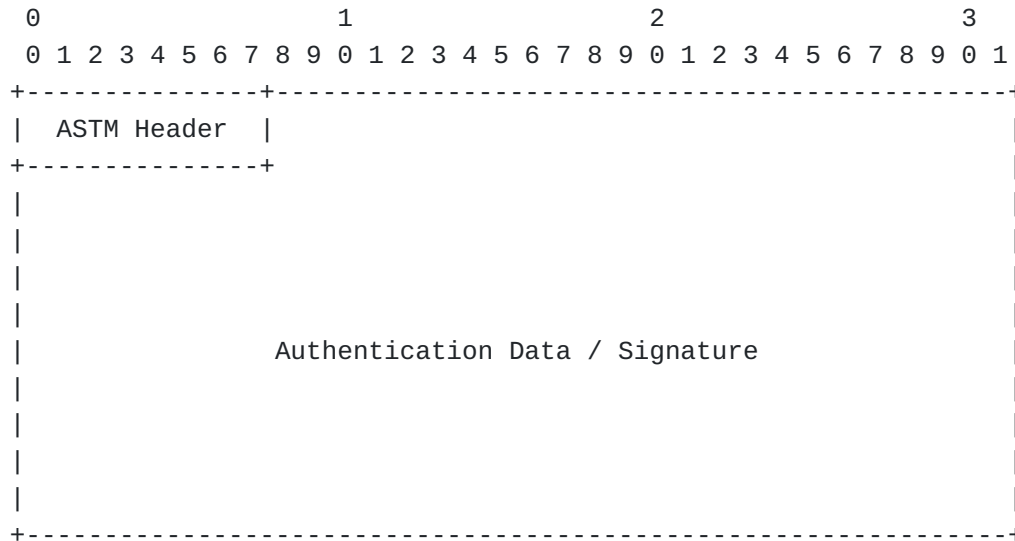 0                   1                   2                   3
 0 1 2 3 4 5 6 7 8 9 0 1 2 3 4 5 6 7 8 9 0 1 2 3 4 5 6 7 8 9 0 1
+---------------+-----------------------------------------------+
|  ASTM Header  |                                               |
+---------------+                                               |
|                                                               |
|                                                               |
|                                                               |
|                                                               |
|                Authentication Data / Signature                |
|                                                               |
|                                                               |
|                                                               |
|                                                               |
+---------------------------------------------------------------+